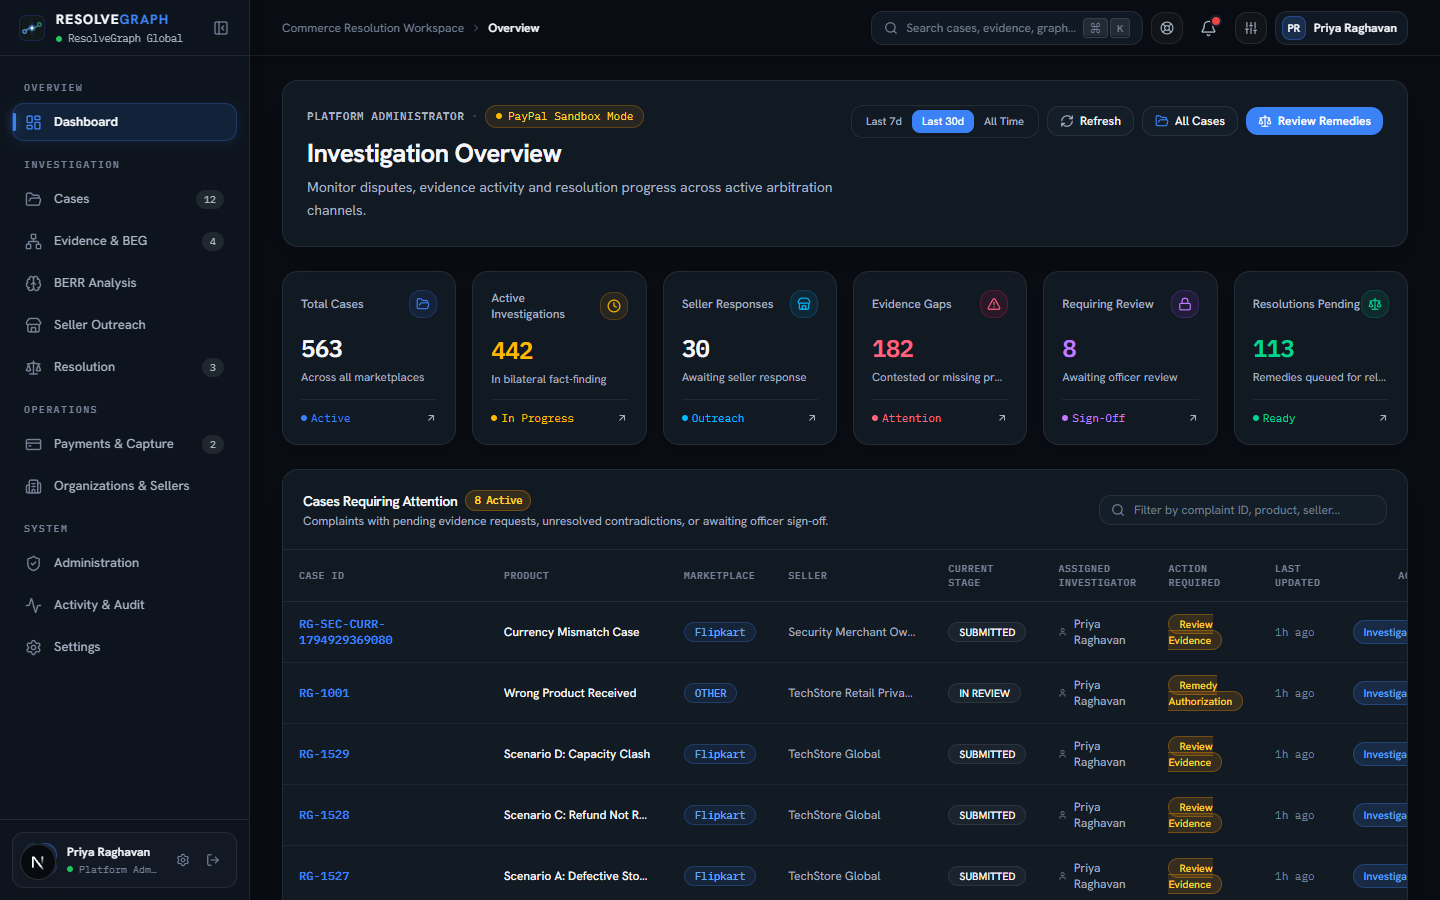 RESOLVEGRAPH
ResolveGraph Global
Commerce Resolution Workspace > Overview
Search cases, evidence, graph... ⌘ K
PR Priya Raghavan
OVERVIEW
Dashboard
INVESTIGATION
Cases 12
Evidence & BEG 4
BERR Analysis
Seller Outreach
Resolution 3
OPERATIONS
Payments & Capture 2
Organizations & Sellers
SYSTEM
Administration
Activity & Audit
Settings
N
Priya Raghavan
Platform Adm…
PLATFORM ADMINISTRATOR · PayPal Sandbox Mode
Last 7d Last 30d All Time Refresh All Cases Review Remedies
Investigation Overview
Monitor disputes, evidence activity and resolution progress across active arbitration
channels.
Total Cases
563
Across all marketplaces
Active
Active
Investigations
442
In bilateral fact-finding
In Progress
Seller Responses
30
Awaiting seller response
Outreach
Evidence Gaps
182
Contested or missing pr...
Attention
Requiring Review
8
Awaiting officer review
Sign-Off
Resolutions Pending
113
Remedies queued for rel...
Ready
Cases Requiring Attention 8 Active
Complaints with pending evidence requests, unresolved contradictions, or awaiting officer sign-off.
Filter by complaint ID, product, seller...
CASE ID PRODUCT MARKETPLACE SELLER CURRENT STAGE ASSIGNED INVESTIGATOR ACTION REQUIRED LAST UPDATED
RG-SEC-CURR-
1794929369080 Currency Mismatch Case Flipkart Security Merchant Ow... SUBMITTED Priya Raghavan Review Evidence 1h ago Investiga
RG-1001 Wrong Product Received OTHER TechStore Retail Priva... IN REVIEW Priya Raghavan Remedy Authorization 1h ago Investiga
RG-1529 Scenario D: Capacity Clash Flipkart TechStore Global SUBMITTED Priya Raghavan Review Evidence 1h ago Investiga
RG-1528 Scenario C: Refund Not R... Flipkart TechStore Global SUBMITTED Priya Raghavan Review Evidence 1h ago Investiga
RG-1527 Scenario A: Defective Sto... Flipkart TechStore Global SUBMITTED Priya Raghavan Review Evidence 1h ago Investiga